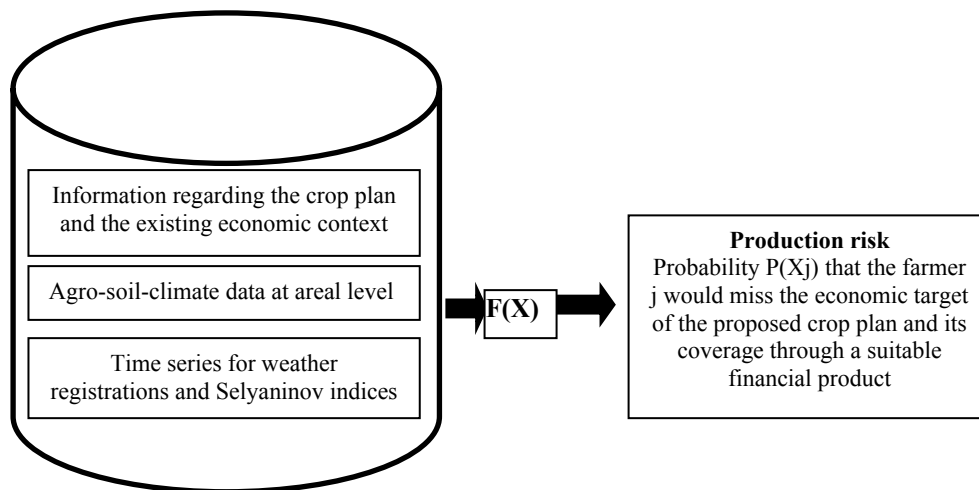 Information regarding the crop plan
and the existing economic context
Agro-soil-climate data at areal level
Time series for weather
registrations and Selyaninov indices
F(X)
Production risk
Probability P(Xj) that the farmer
j would miss the economic target
of the proposed crop plan and its
coverage through a suitable
financial product